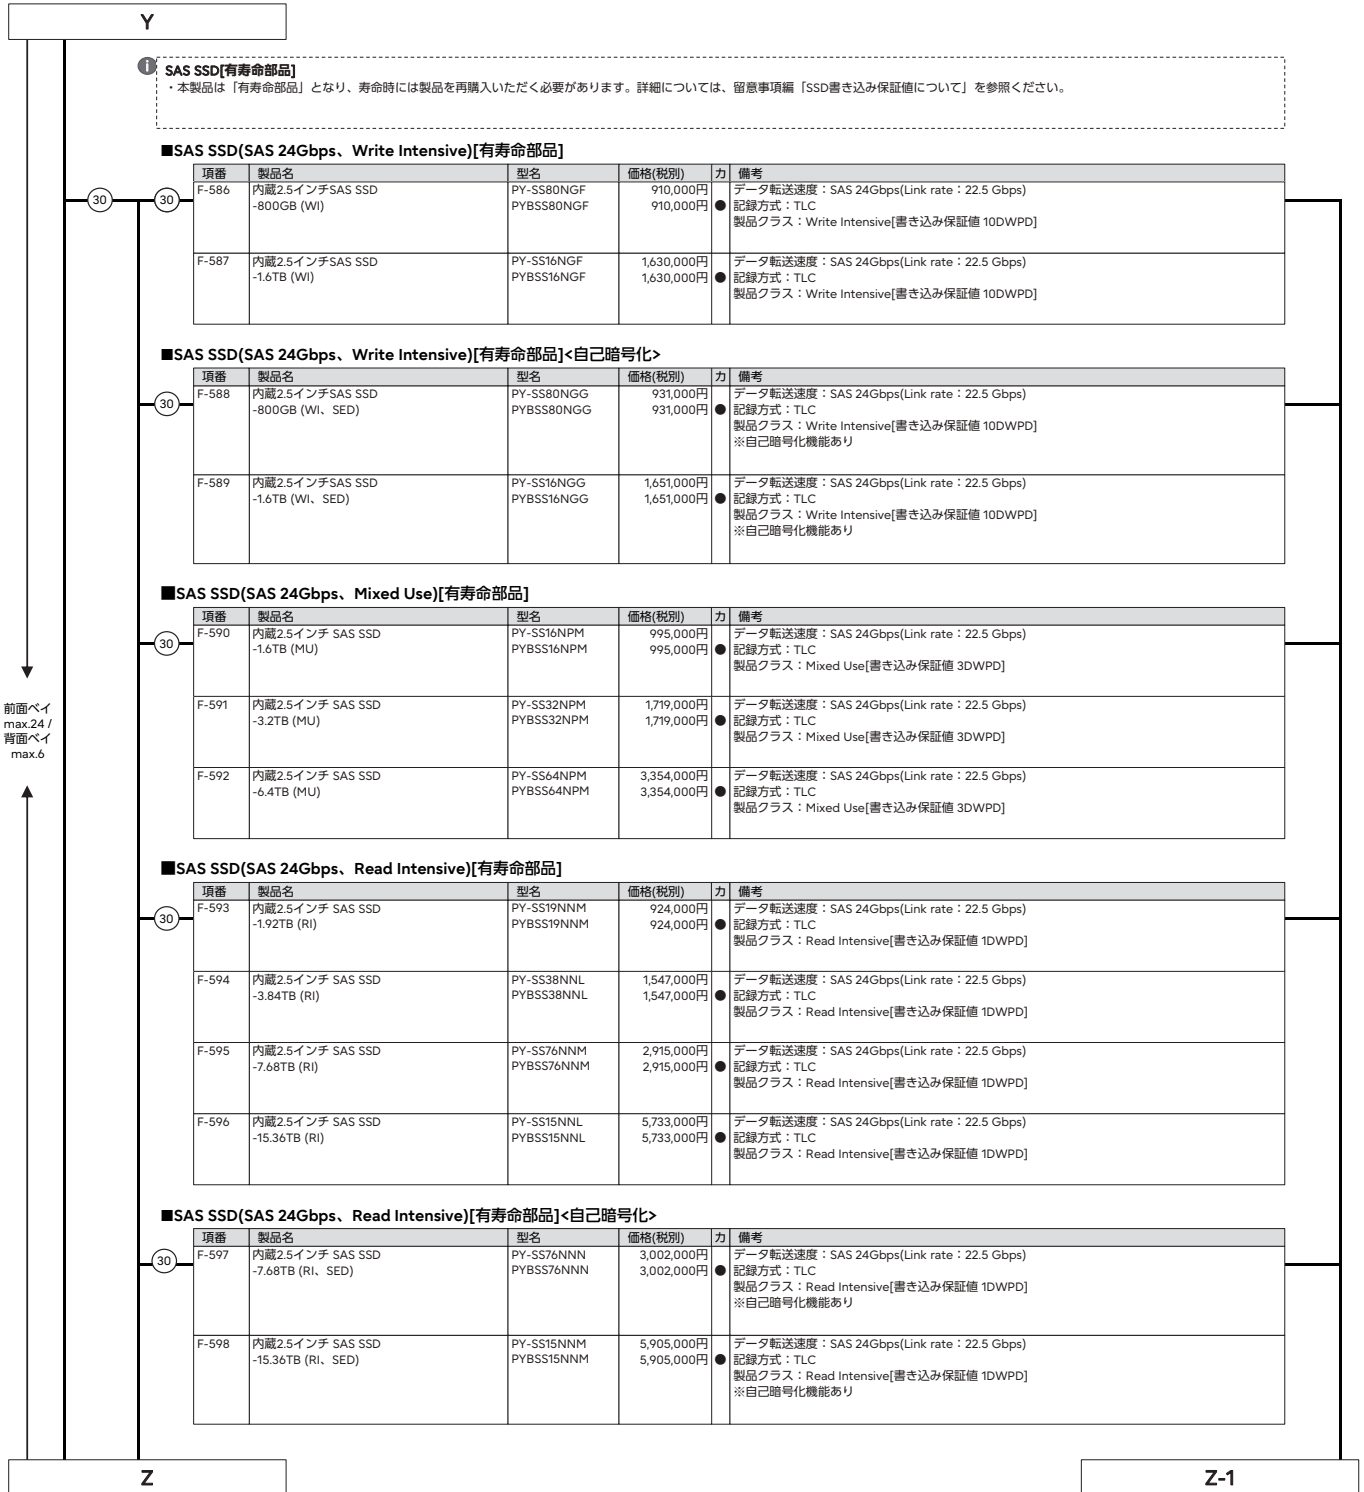 Y
SAS SSD[有寿命部品]
・本製品は「有寿命部品」となり、寿命時には製品を再購入いただく必要があります。詳細については、留意事項編「SSD書き込み保証値について」を参照ください。
■SAS SSD(SAS 24Gbps、Write Intensive)[有寿命部品]
項番 製品名 型名 価格(税別) カ 備考
30 30 F-586 内蔵2.5インチSAS SSD PY-SS80NGF 910,000円 データ転送速度：SAS 24Gbps(Link rate：22.5 Gbps)
-800GB (WI) PYBSS80NGF 910,000円 ● 記録方式：TLC
製品クラス：Write Intensive[書き込み保証値 10DWPD]
F-587 内蔵2.5インチSAS SSD PY-SS16NGF 1,630,000円 データ転送速度：SAS 24Gbps(Link rate：22.5 Gbps)
-1.6TB (WI) PYBSS16NGF 1,630,000円 ● 記録方式：TLC
製品クラス：Write Intensive[書き込み保証値 10DWPD]
■SAS SSD(SAS 24Gbps、Write Intensive)[有寿命部品]<自己暗号化>
項番 製品名 型名 価格(税別) カ 備考
30 F-588 内蔵2.5インチSAS SSD PY-SS80NGG 931,000円 データ転送速度：SAS 24Gbps(Link rate：22.5 Gbps)
-800GB (WI、SED) PYBSS80NGG 931,000円 ● 記録方式：TLC
製品クラス：Write Intensive[書き込み保証値 10DWPD]
※自己暗号化機能あり
F-589 内蔵2.5インチSAS SSD PY-SS16NGG 1,651,000円 データ転送速度：SAS 24Gbps(Link rate：22.5 Gbps)
-1.6TB (WI、SED) PYBSS16NGG 1,651,000円 ● 記録方式：TLC
製品クラス：Write Intensive[書き込み保証値 10DWPD]
※自己暗号化機能あり
■SAS SSD(SAS 24Gbps、Mixed Use)[有寿命部品]
項番 製品名 型名 価格(税別) カ 備考
30 F-590 内蔵2.5インチ SAS SSD PY-SS16NPM 995,000円 データ転送速度：SAS 24Gbps(Link rate：22.5 Gbps)
-1.6TB (MU) PYBSS16NPM 995,000円 ● 記録方式：TLC
製品クラス：Mixed Use[書き込み保証値 3DWPD]
F-591 内蔵2.5インチ SAS SSD PY-SS32NPM 1,719,000円 データ転送速度：SAS 24Gbps(Link rate：22.5 Gbps)
-3.2TB (MU) PYBSS32NPM 1,719,000円 ● 記録方式：TLC
製品クラス：Mixed Use[書き込み保証値 3DWPD]
前面ベイ
max.24 /
背面ベイ
max.6
F-592 内蔵2.5インチ SAS SSD PY-SS64NPM 3,354,000円 データ転送速度：SAS 24Gbps(Link rate：22.5 Gbps)
-6.4TB (MU) PYBSS64NPM 3,354,000円 ● 記録方式：TLC
製品クラス：Mixed Use[書き込み保証値 3DWPD]
■SAS SSD(SAS 24Gbps、Read Intensive)[有寿命部品]
項番 製品名 型名 価格(税別) カ 備考
30 F-593 内蔵2.5インチ SAS SSD PY-SS19NNM 924,000円 データ転送速度：SAS 24Gbps(Link rate：22.5 Gbps)
-1.92TB (RI) PYBSS19NNM 924,000円 ● 記録方式：TLC
製品クラス：Read Intensive[書き込み保証値 1DWPD]
F-594 内蔵2.5インチ SAS SSD PY-SS38NNL 1,547,000円 データ転送速度：SAS 24Gbps(Link rate：22.5 Gbps)
-3.84TB (RI) PYBSS38NNL 1,547,000円 ● 記録方式：TLC
製品クラス：Read Intensive[書き込み保証値 1DWPD]
F-595 内蔵2.5インチ SAS SSD PY-SS76NNM 2,915,000円 データ転送速度：SAS 24Gbps(Link rate：22.5 Gbps)
-7.68TB (RI) PYBSS76NNM 2,915,000円 ● 記録方式：TLC
製品クラス：Read Intensive[書き込み保証値 1DWPD]
F-596 内蔵2.5インチ SAS SSD PY-SS15NNL 5,733,000円 データ転送速度：SAS 24Gbps(Link rate：22.5 Gbps)
-15.36TB (RI) PYBSS15NNL 5,733,000円 ● 記録方式：TLC
製品クラス：Read Intensive[書き込み保証値 1DWPD]
■SAS SSD(SAS 24Gbps、Read Intensive)[有寿命部品]<自己暗号化>
項番 製品名 型名 価格(税別) カ 備考
30 F-597 内蔵2.5インチ SAS SSD PY-SS76NNN 3,002,000円 データ転送速度：SAS 24Gbps(Link rate：22.5 Gbps)
-7.68TB (RI、SED) PYBSS76NNN 3,002,000円 ● 記録方式：TLC
製品クラス：Read Intensive[書き込み保証値 1DWPD]
※自己暗号化機能あり
F-598 内蔵2.5インチ SAS SSD PY-SS15NNM 5,905,000円 データ転送速度：SAS 24Gbps(Link rate：22.5 Gbps)
-15.36TB (RI、SED) PYBSS15NNM 5,905,000円 ● 記録方式：TLC
製品クラス：Read Intensive[書き込み保証値 1DWPD]
※自己暗号化機能あり
Z Z-1